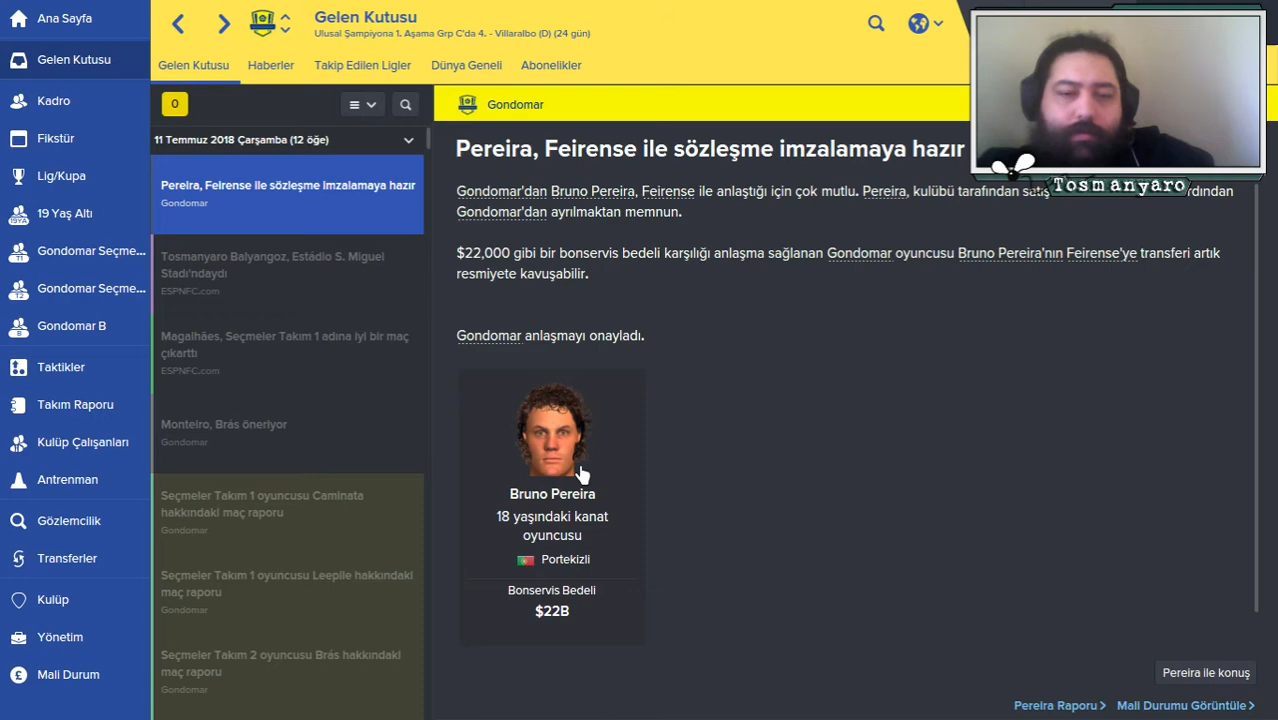 Ana Sayfa
Gelen Kutusu
Kadro
Fikstür
Lig/Kupa
19 Yaş Altı
Gondomar Seçme...
Gondomar Seçme...
Gondomar B
Taktikler
Takım Raporu
Kulüp Çalışanları
Antrenman
Gözlemcilik
Transferler
Kulüp
Yönetim
Mali Durum
Gelen Kutusu
Ulusal Şampiyona 1. Aşama Grp C'da 4. - Villaralbo (D) (24 gün)
Gelen Kutusu Haberler Takip Edilen Ligler Dünya Geneli Abonelikler
0
11 Temmuz 2018 Çarşamba (12 öğe)
Pereira, Feirense ile sözleşme imzalamaya hazır
Gondomar
Tosmanyaro Balyangoz, Estádio S. Miguel
Stadı'ndaydı
ESPNFC.com
Magalhães, Seçmeler Takım 1 adına iyi bir maç
çıkarttı
ESPNFC.com
Monteiro, Brás öneriyor
Gondomar
Seçmeler Takım 1 oyuncusu Caminata
hakkındaki maç raporu
Gondomar
Seçmeler Takım 1 oyuncusu Leepile hakkındaki
maç raporu
Gondomar
Seçmeler Takım 2 oyuncusu Brás hakkındaki
maç raporu
Gondomar
Gondomar
Pereira, Feirense ile sözleşme imzalamaya hazır
Gondomar'dan Bruno Pereira, Feirense ile anlaştığı için çok mutlu. Pereira, kulübü tarafından
Gondomar'dan ayrılmaktan memnun.
$22,000 gibi bir bonservis bedeli karşılığı anlaşma sağlanan Gondomar oyuncusu Bruno Pereira'nın Feirense'ye transferi artık
resmiyete kavuşabilir.
Gondomar anlaşmayı onayladı.
Bruno Pereira
18 yaşındaki kanat
oyuncusu
Portekizli
Bonservis Bedeli
$22B
Pereira ile konuş
Pereira Raporu> Mali Durumu Görüntüle>
Tosmanyaro